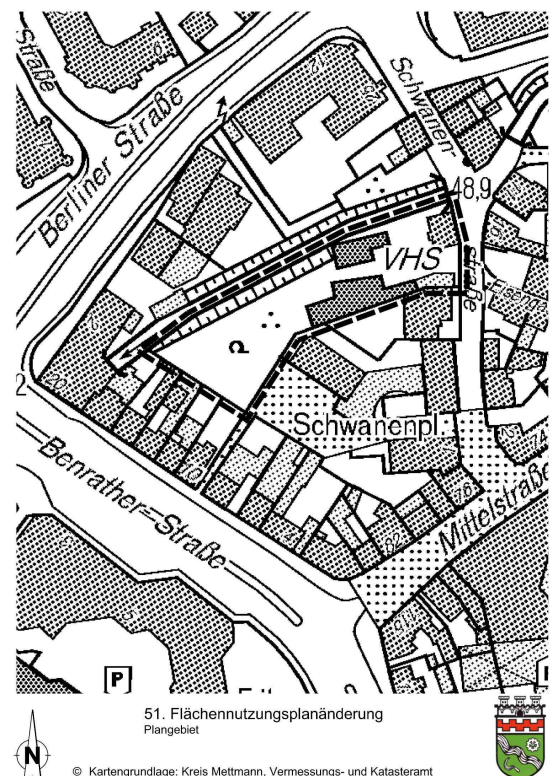 Straße
Berliner Straße
Schwanen-
straße
48,9
VHS
Schwanenpl.
Benrather-Straße
Mittelstraße
P
51. Flächennutzungsplanänderung
Plangebiet
N
© Kartengrundlage: Kreis Mettmann, Vermessungs- und Katasteramt